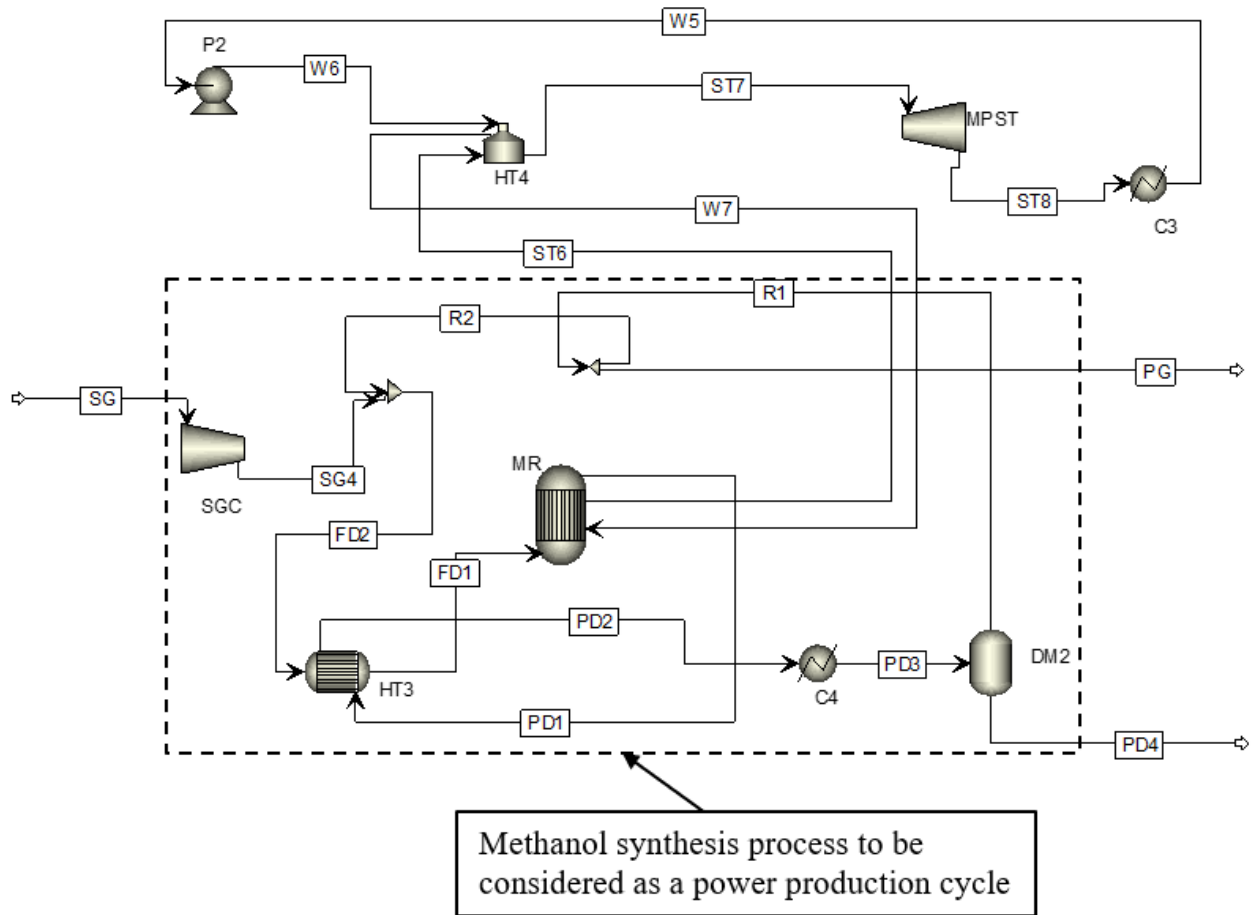 W5
P2
W6
ST7
MPST
HT4
W7
ST8
C3
ST6
R1
R2
PG
SG
MR
SG4
SGC
FD2
FD1
PD2
PD3
DM2
HT3
C4
PD1
PD4
Methanol synthesis process to be
considered as a power production cycle